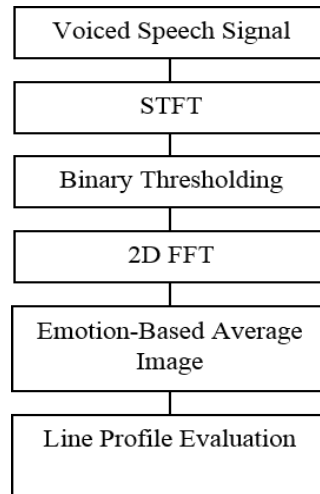 Voiced Speech Signal
STFT
Binary Thresholding
2D FFT
Emotion-Based Average
Image
Line Profile Evaluation